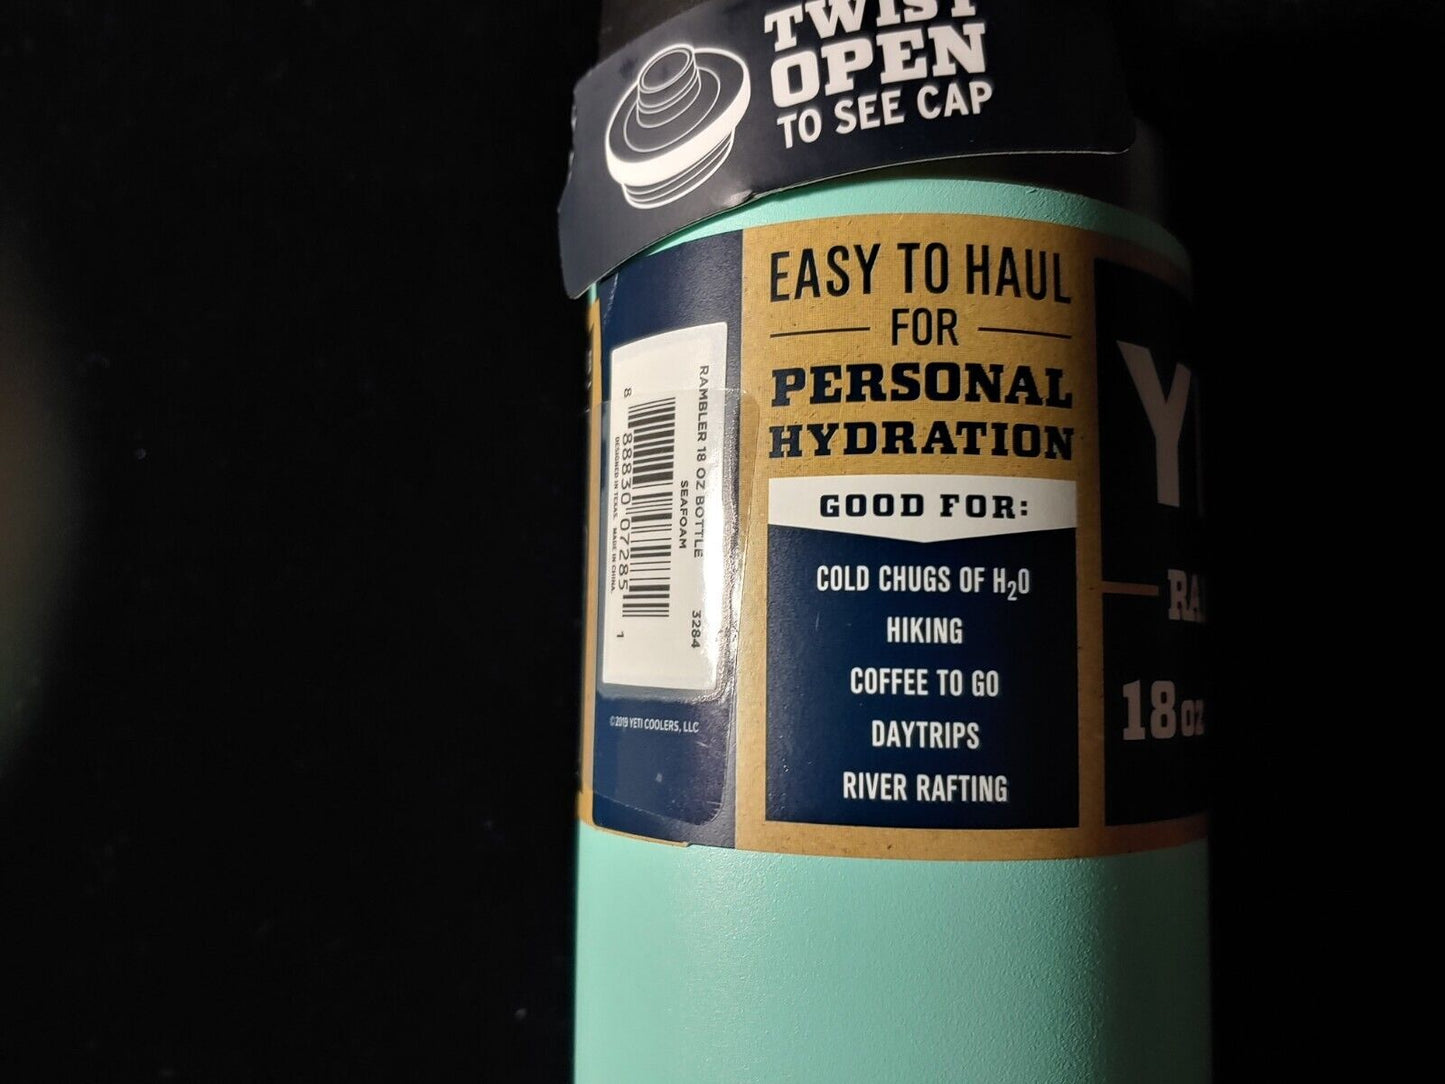 TWIST
OPEN
TO SEE CAP
EASY TO HAUL
FOR
PERSONAL
HYDRATION
GOOD FOR:
COLD CHUGS OF H₂O
HIKING
COFFEE TO GO
DAYTRIPS
RIVER RAFTING
RAMBLER 18 OZ BOTTLE
SEAFOAM
3284
8 88830 07285 1
DESIGNED IN TEXAS. MADE IN CHINA.
©2019 YETI COOLERS, LLC
18 oz